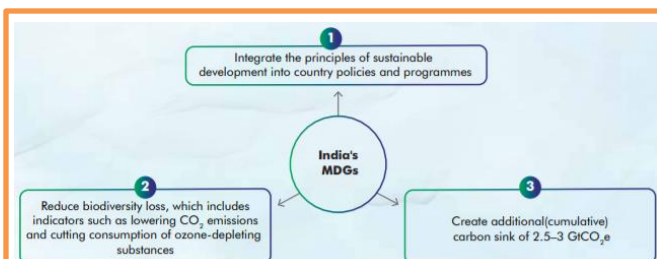 1
Integrate the principles of sustainable
development into country policies and programmes
India's
MDGs
2
Reduce biodiversity loss, which includes
indicators such as lowering CO₂ emissions
and cutting consumption of ozone-depleting
substances
3
Create additional(cumulative)
carbon sink of 2.5–3 GtCO₂e